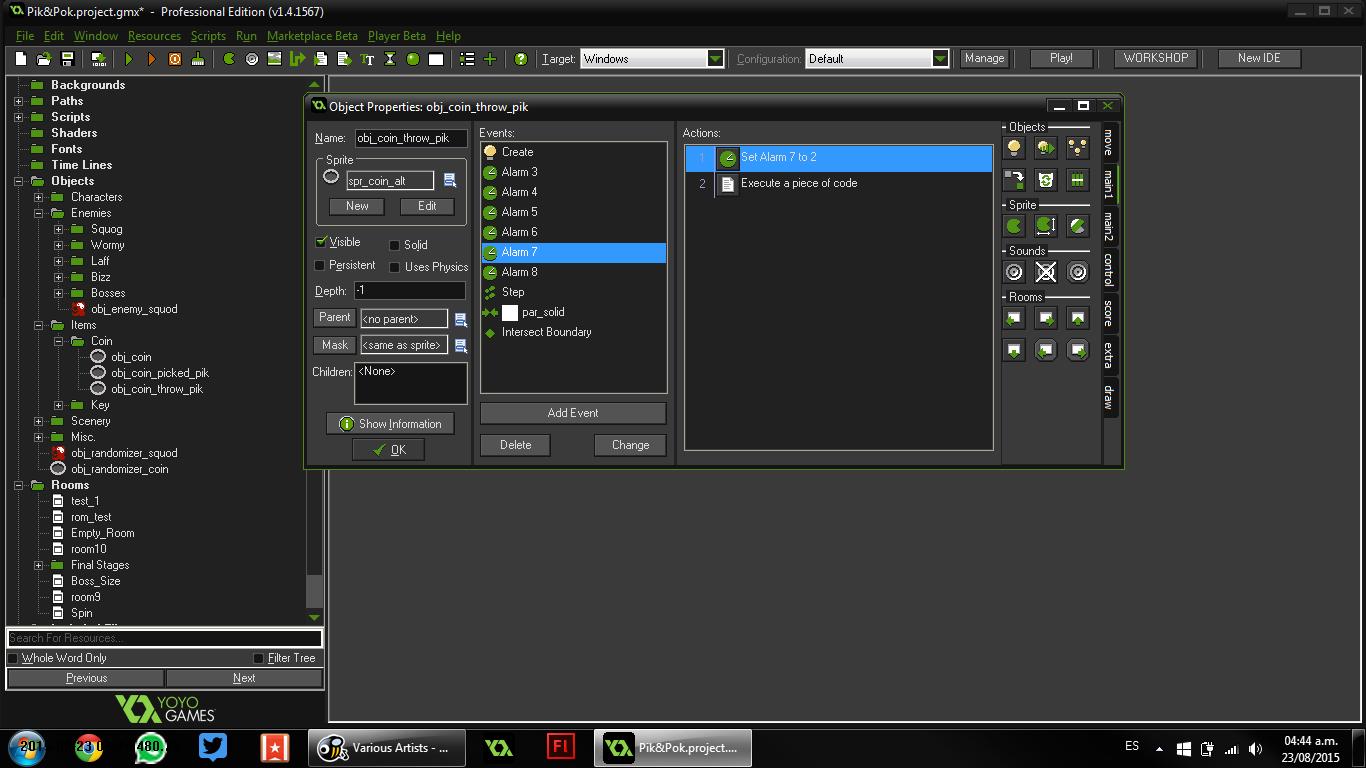 Pik&Pok.project.gmx* - Professional Edition (v1.4.1567)
File Edit Window Resources Scripts Run Marketplace Beta Player Beta Help
Target: Windows Configuration: Default Manage Play! WORKSHOP New IDE
Backgrounds
Paths
Scripts
Shaders
Fonts
Time Lines
Objects
Characters
Enemies
Squog
Wormy
Laff
Bizz
Bosses
obj_enemy_squod
Items
Coin
obj_coin
obj_coin_picked_pik
obj_coin_throw_pik
Key
Scenery
Misc.
obj_randomizer_squod
obj_randomizer_coin
Rooms
test_1
rom_test
Empty_Room
room10
Final Stages
Boss_Size
room9
Spin
Search For Resources...
Whole Word Only Filter Tree
Previous Next
YOYO
GAMES
Object Properties: obj_coin_throw_pik
Name: obj_coin_throw_pik
Sprite
spr_coin_alt
New Edit
Visible Solid
Persistent Uses Physics
Depth: -1
Parent <no parent>
Mask <same as sprite>
Children: <None>
Show Information
OK
Events:
Create
Alarm 3
Alarm 4
Alarm 5
Alarm 6
Alarm 7
Alarm 8
Step
par_solid
Intersect Boundary
Add Event
Delete Change
Actions:
1 Set Alarm 7 to 2
2 Execute a piece of code
Objects
Sprite
Sounds
Rooms
move
main1
main2
control
score
extra
draw
Various Artists - ...
Fl
Pik&Pok.project....
ES
04:44 a.m.
23/08/2015